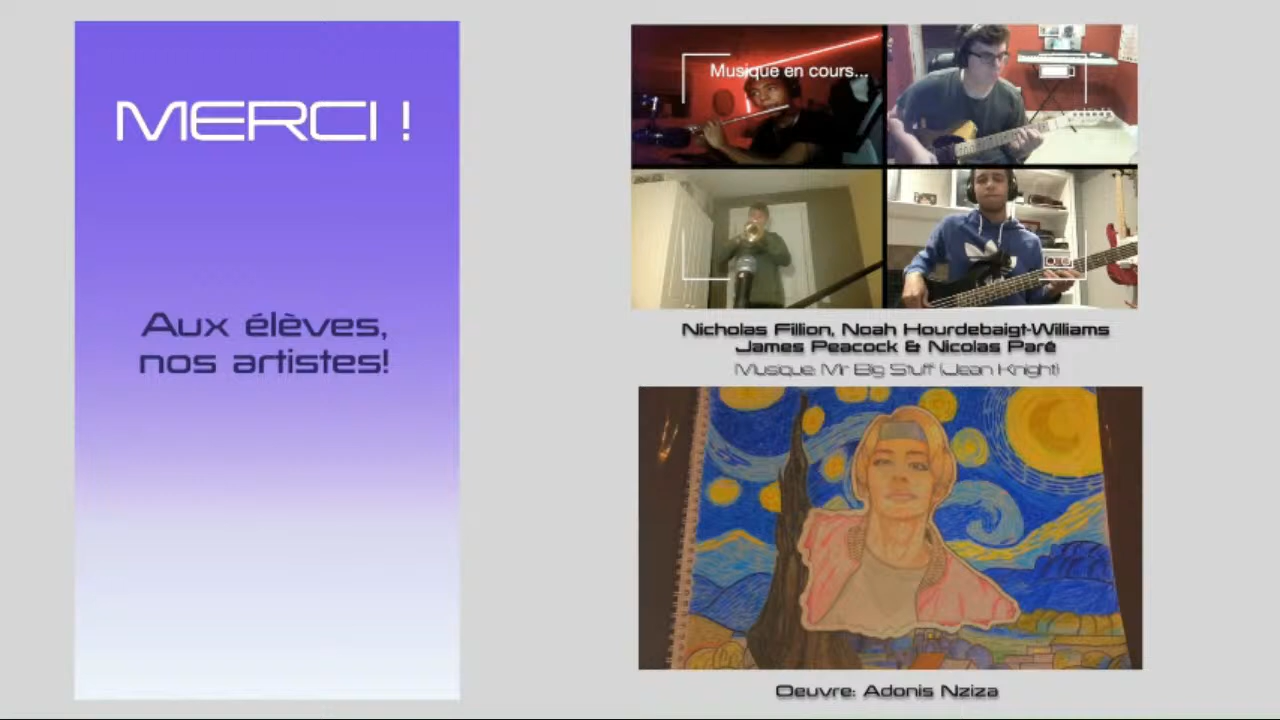 MERCI !
Aux élèves,
nos artistes!
Musique en cours...
Nicholas Fillion, Noah Hourdebaigt-Williams
James Peacock & Nicolas Paré
Musique: Mr Big Stuff (Jean Knight)
Oeuvre: Adonis Nziza